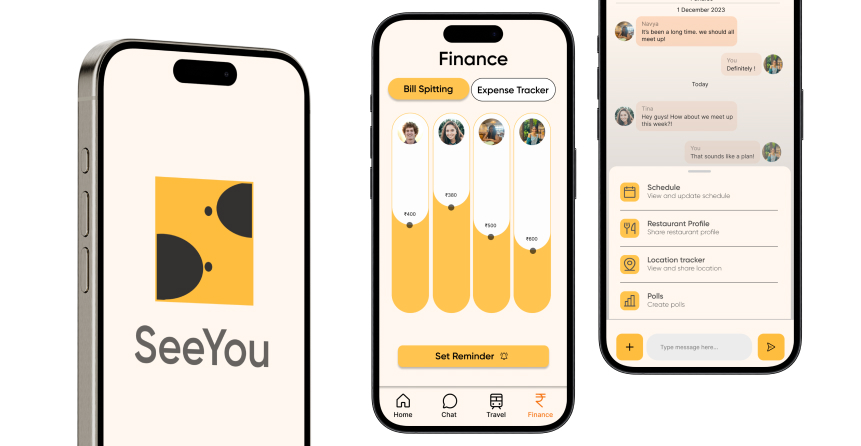 SeeYou
Finance
Bill Spitting
Expense Tracker
₹400
₹380
₹500
₹600
Set Reminder
Home
Chat
Travel
Finance
1 December 2023
Navya
It's been a long time. we should all
meet up!
You
Definitely !
Today
Tina
Hey guys! How about we meet up
this week?!
You
That sounds like a plan!
Schedule
View and update schedule
Restaurant Profile
Share restaurant profile
Location tracker
View and share location
Polls
Create polls
Type message here...